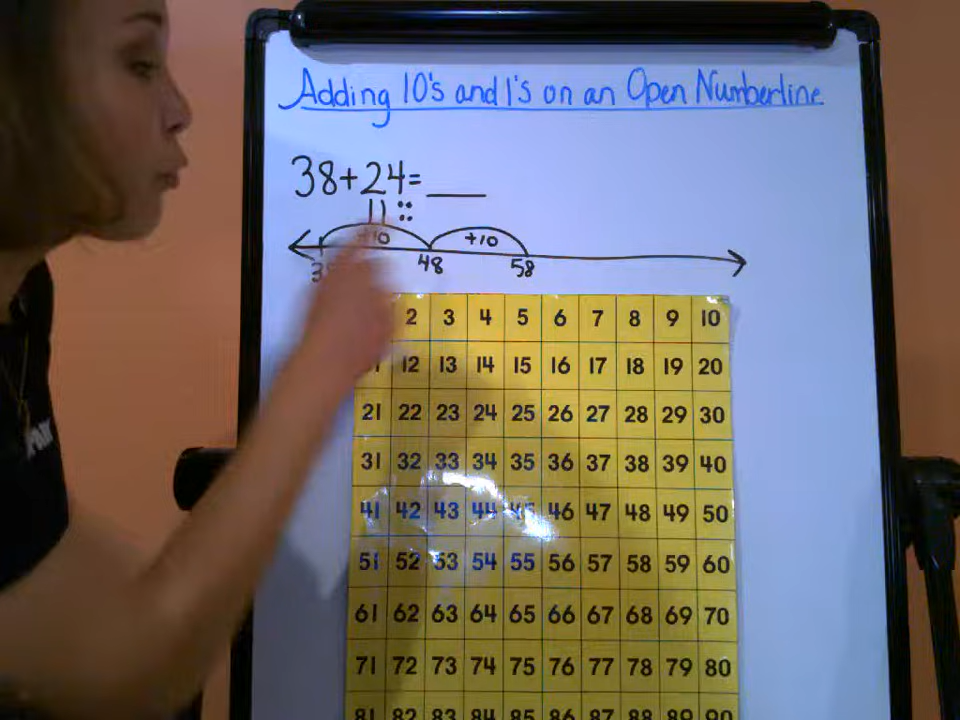 Adding 10's and 1's on an Open Numberline
38+24=
+10 +10
48 58
2 3 4 5 6 7 8 9 10
12 13 14 15 16 17 18 19 20
21 22 23 24 25 26 27 28 29 30
31 32 33 34 35 36 37 38 39 40
41 42 43 44 45 46 47 48 49 50
51 52 53 54 55 56 57 58 59 60
61 62 63 64 65 66 67 68 69 70
71 72 73 74 75 76 77 78 79 80
81 82 83 84 85 86 87 88 89 90